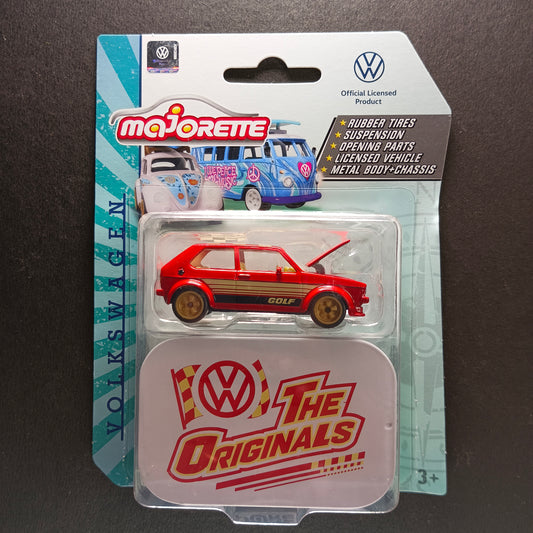 Official Licensed
Product
majorette
RUBBER TIRES
SUSPENSION
OPENING PARTS
LICENSED VEHICLE
METAL BODY+CHASSIS
VOLKSWAGEN
GOLF
THE
ORIGINALS
3+